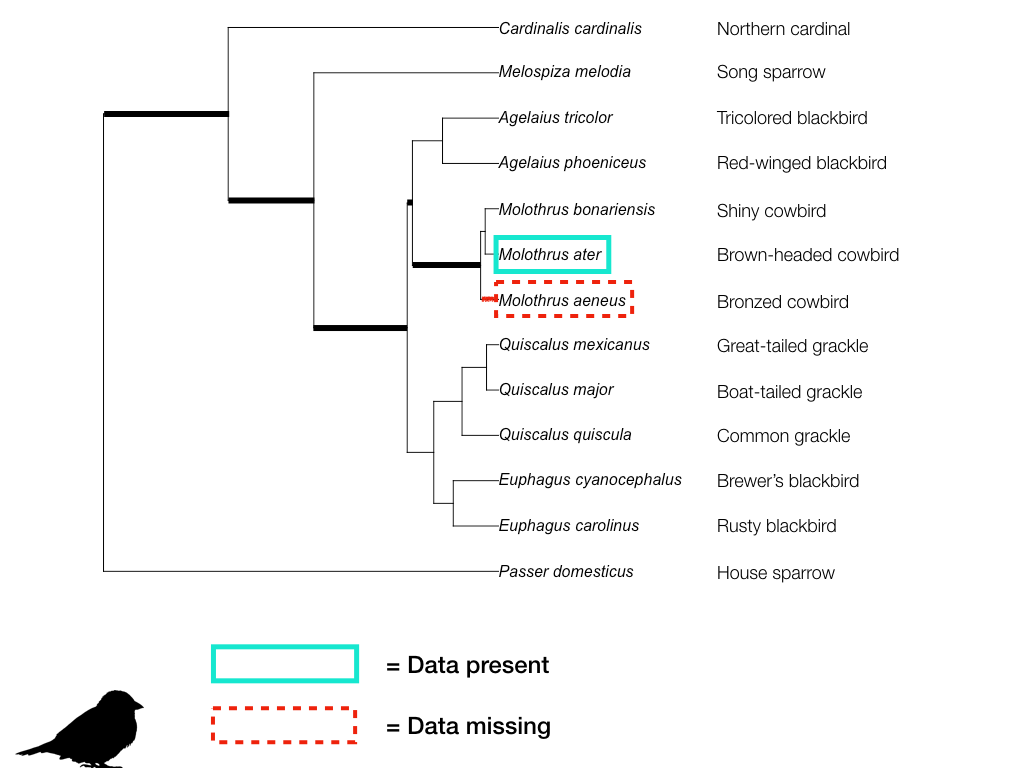 Cardinalis cardinalis Northern cardinal
Melospiza melodia Song sparrow
Agelaius tricolor Tricolored blackbird
Agelaius phoeniceus Red-winged blackbird
Molothrus bonariensis Shiny cowbird
Molothrus ater Brown-headed cowbird
Molothrus aeneus Bronzed cowbird
Quiscalus mexicanus Great-tailed grackle
Quiscalus major Boat-tailed grackle
Quiscalus quiscula Common grackle
Euphagus cyanocephalus Brewer’s blackbird
Euphagus carolinus Rusty blackbird
Passer domesticus House sparrow
= Data present
= Data missing